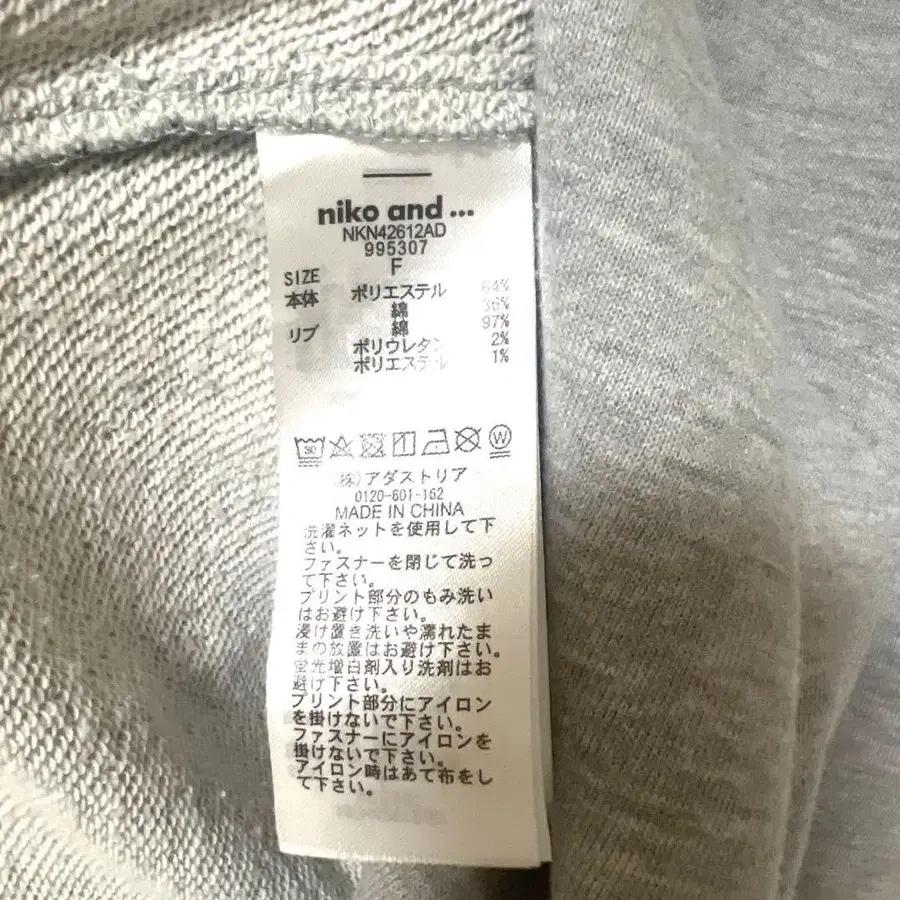 niko and ...
NKN42612AD
995307
SIZE F
本体 ポリエステル 64%
綿 36%
リブ 綿 97%
ポリウレタン 2%
ポリエステル 1%
30 W
(株)アダストリア
0120-601-162
MADE IN CHINA
洗濯ネットを使用して下
さい。
ファスナーを閉じて洗っ
て下さい。
プリント部分のもみ洗い
はお避け下さい。
浸け置き洗いや濡れたま
まの放置はお避け下さい。
蛍光増白剤入り洗剤はお
避け下さい。
プリント部分にアイロン
を掛けないで下さい。
ファスナーにアイロンを
掛けないで下さい。
アイロン時はあて布をし
て下さい。